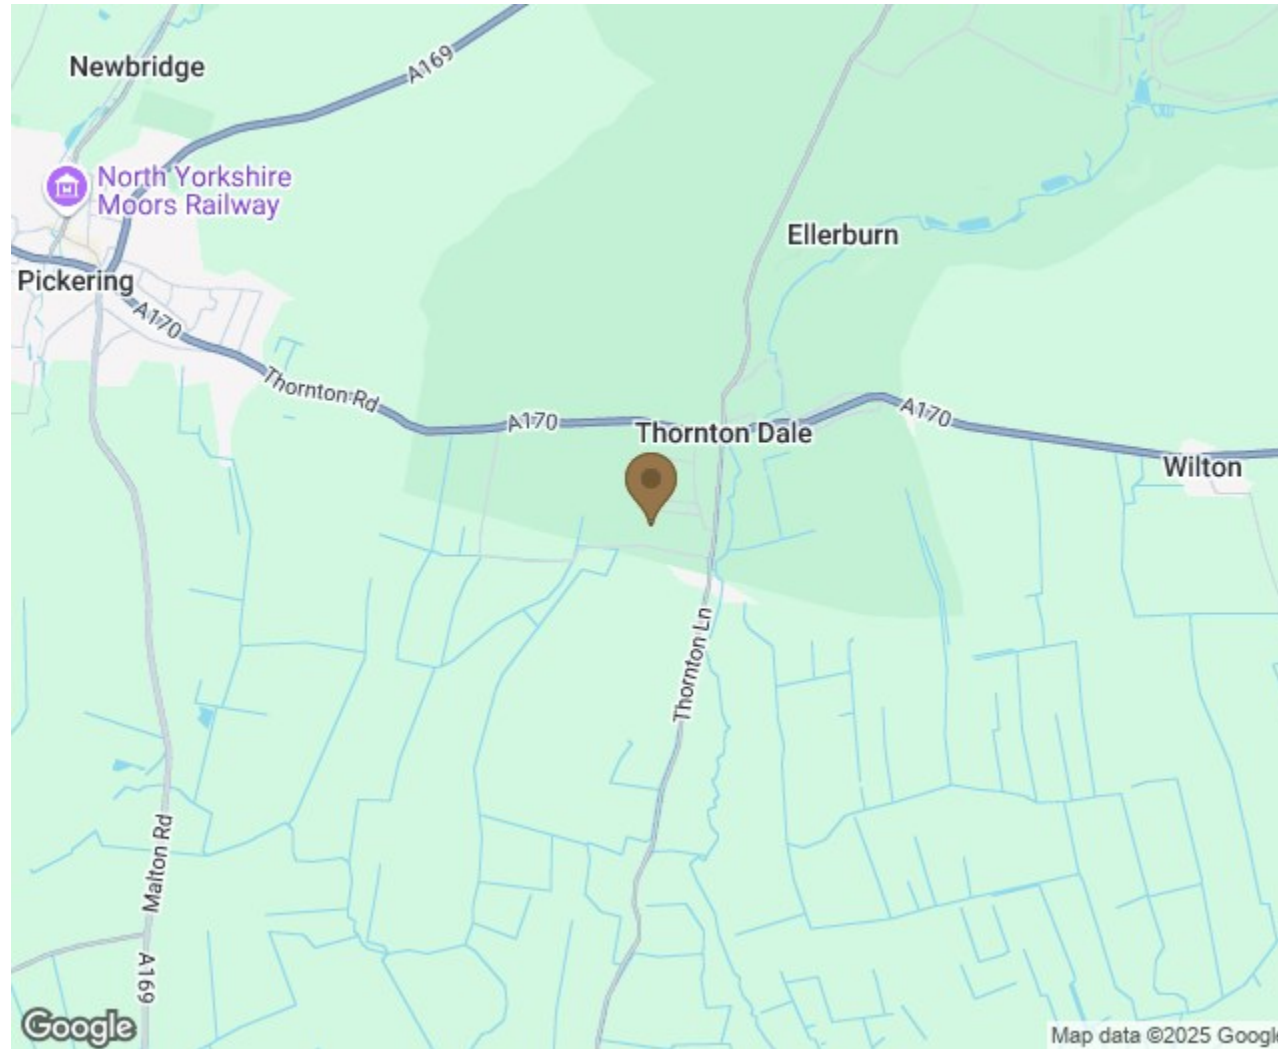 Newbridge
A169
North Yorkshire
Moors Railway
Ellerburn
Pickering
A170
Thornton Rd
A170
A170
Thornton Dale
Wilton
Thornton Ln
Malton Rd
A169
Google
Map data ©2025 Google